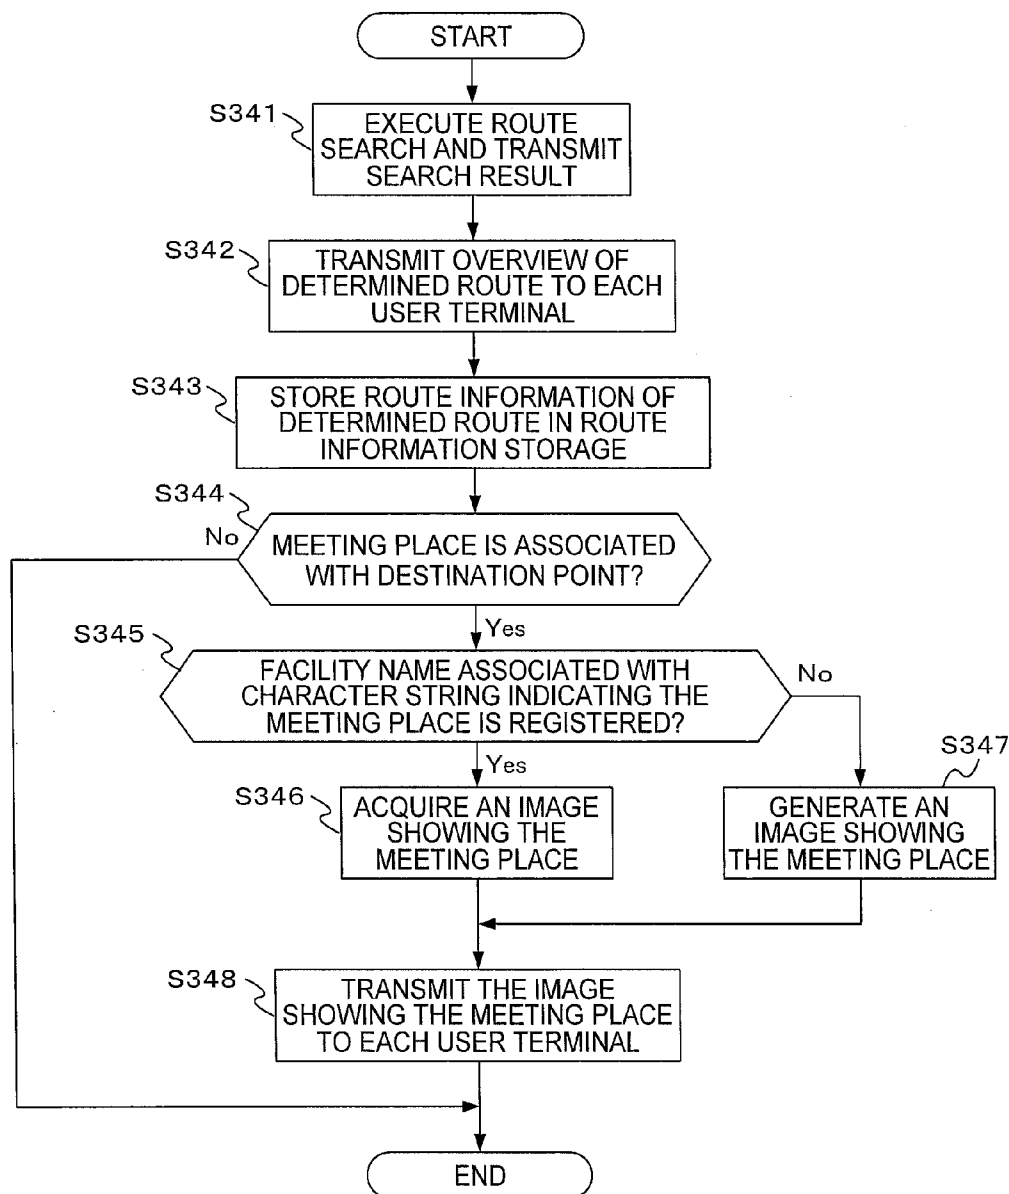 START
S341
EXECUTE ROUTE
SEARCH AND TRANSMIT
SEARCH RESULT
S342
TRANSMIT OVERVIEW OF
DETERMINED ROUTE TO EACH
USER TERMINAL
S343
STORE ROUTE INFORMATION OF
DETERMINED ROUTE IN ROUTE
INFORMATION STORAGE
S344
No
MEETING PLACE IS ASSOCIATED
WITH DESTINATION POINT?
Yes
S345
FACILITY NAME ASSOCIATED WITH
CHARACTER STRING INDICATING THE
MEETING PLACE IS REGISTERED?
No
Yes
S346
ACQUIRE AN IMAGE
SHOWING THE
MEETING PLACE
S347
GENERATE AN
IMAGE SHOWING
THE MEETING PLACE
S348
TRANSMIT THE IMAGE
SHOWING THE MEETING PLACE
TO EACH USER TERMINAL
END